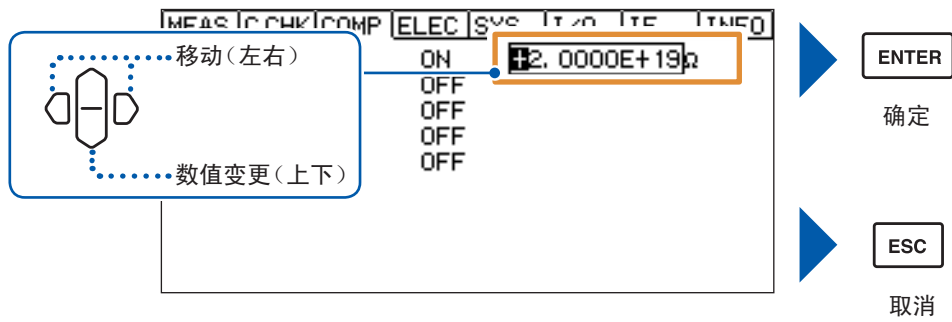 MEAS C.CHK COMP ELEC SYS I/O IF INFO
移动（左右）
ON +2.0000E+19Ω
OFF
OFF
OFF
OFF
数值变更（上下）
ENTER
确定
ESC
取消